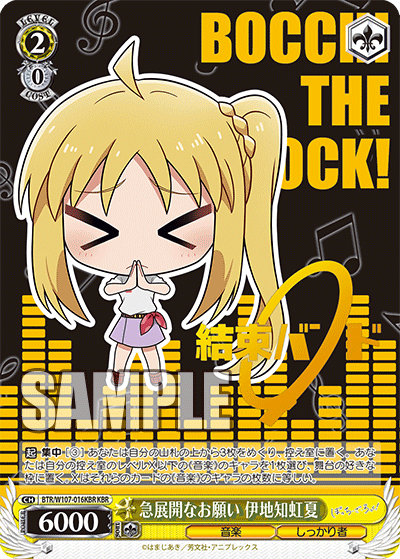 LEVEL
2
0
COST
BOCCHI
THE
ROCK!
結束バンド
SAMPLE
起 集中 [③] あなたは自分の山札の上から3枚をめくり、控え室に置く。あな
たは自分の控え室のレベルX以下の《音楽》のキャラを1枚選び、舞台の好きな
枠に置く。Xはそれらのカードの《音楽》のキャラの枚数に等しい。
CH BTR/W107-016KBR KBR
急展開なお願い 伊地知虹夏
POWER
6000
SOUL
音楽
しっかり者
©はまじあき/芳文社・アニプレックス